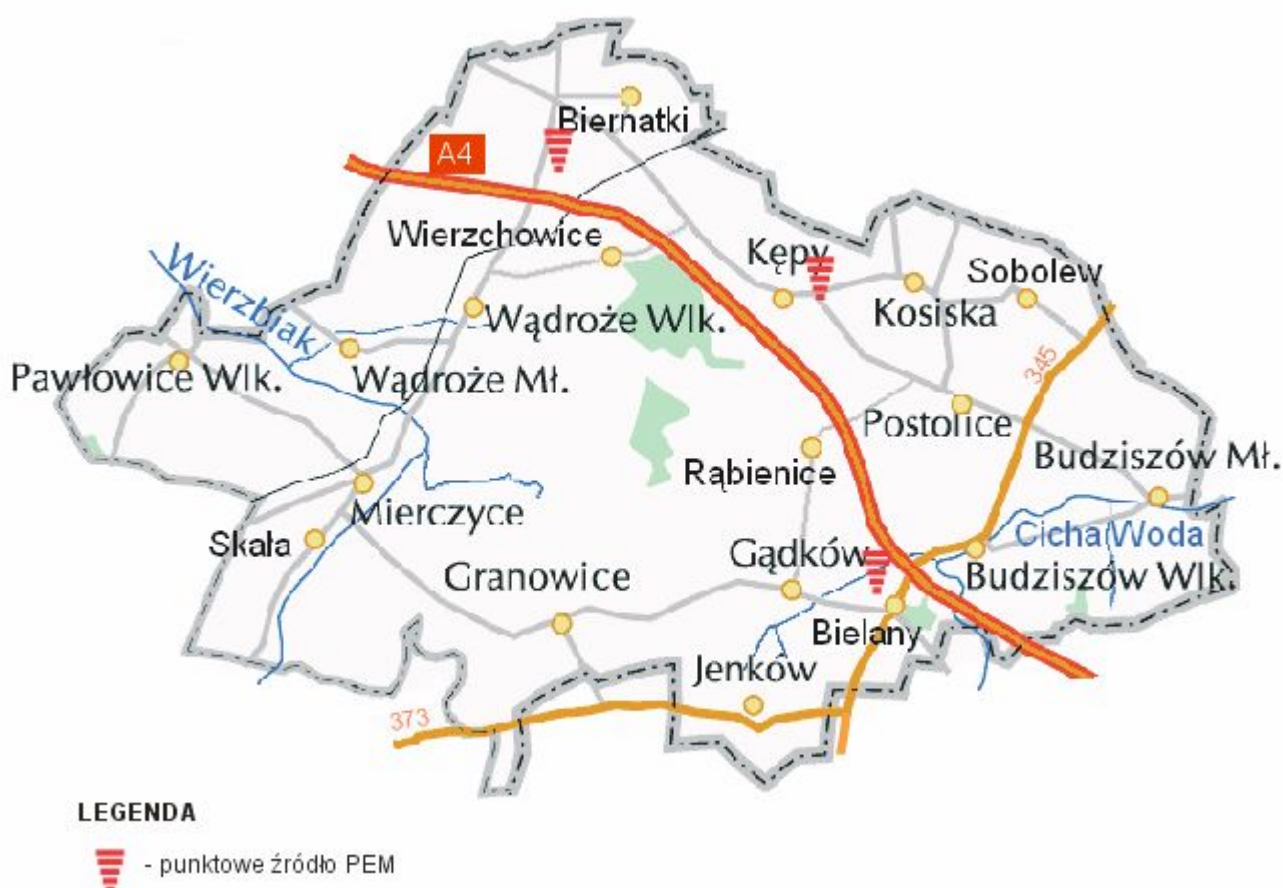 Biernatki
A4
Wierzchowice
Kępy
Sobolew
Wierzbiak
Kosiska
Wądroże Wlk.
345
Pawłowice Wlk.
Wądroże Mł.
Postolice
Rąbienice
Budziszów Mł.
Mierczyce
Skała
Cicha Woda
Gądków
Granowice
Budziszów Wlk.
Bielany
Jenków
373
LEGENDA
- punktowe źródło PEM